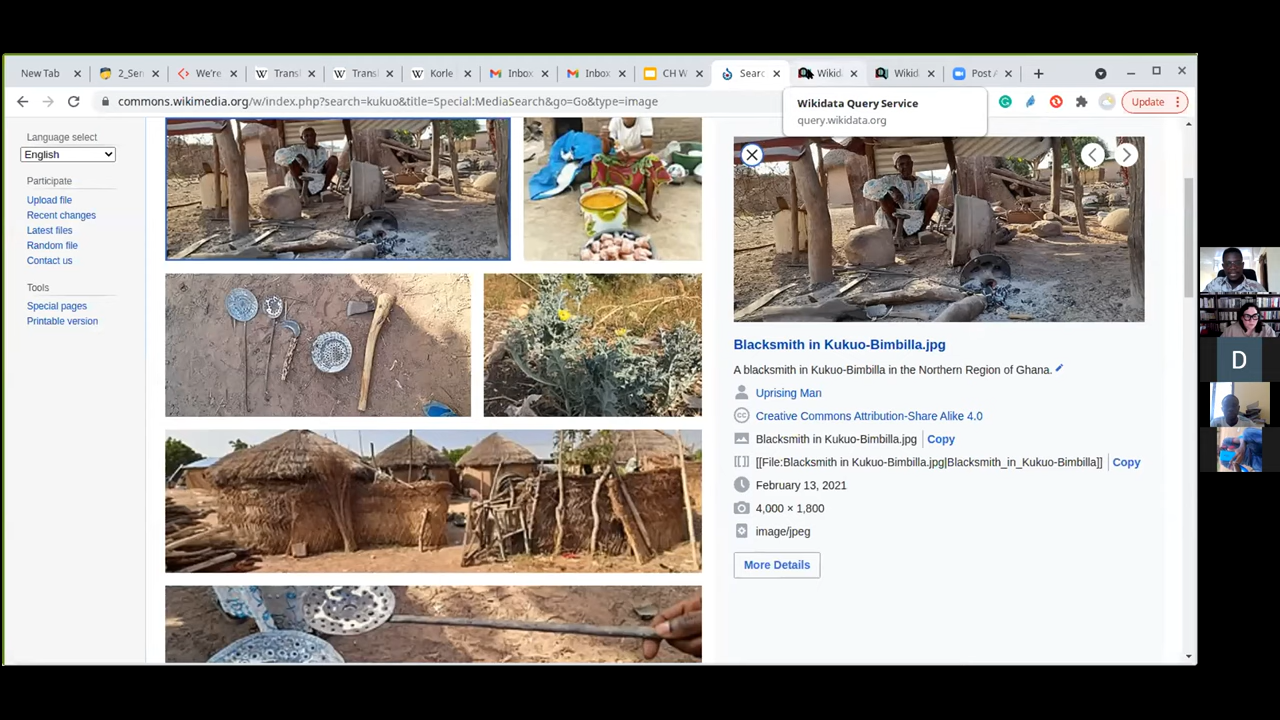 New Tab
2_Ser
We're
Transl
Transl
Korle
Inbox
Inbox
CH W
Searc
Wikid
Wikid
Post A
commons.wikimedia.org/w/index.php?search=kukuo&title=Special:MediaSearch&go=Go&type=image
Update
Wikidata Query Service
query.wikidata.org
Language select
English
Participate
Upload file
Recent changes
Latest files
Random file
Contact us
Tools
Special pages
Printable version
Blacksmith in Kukuo-Bimbilla.jpg
A blacksmith in Kukuo-Bimbilla in the Northern Region of Ghana.
Uprising Man
cc Creative Commons Attribution-Share Alike 4.0
Blacksmith in Kukuo-Bimbilla.jpg Copy
[[File:Blacksmith in Kukuo-Bimbilla.jpg|Blacksmith_in_Kukuo-Bimbilla]] Copy
February 13, 2021
4,000 × 1,800
image/jpeg
More Details
D